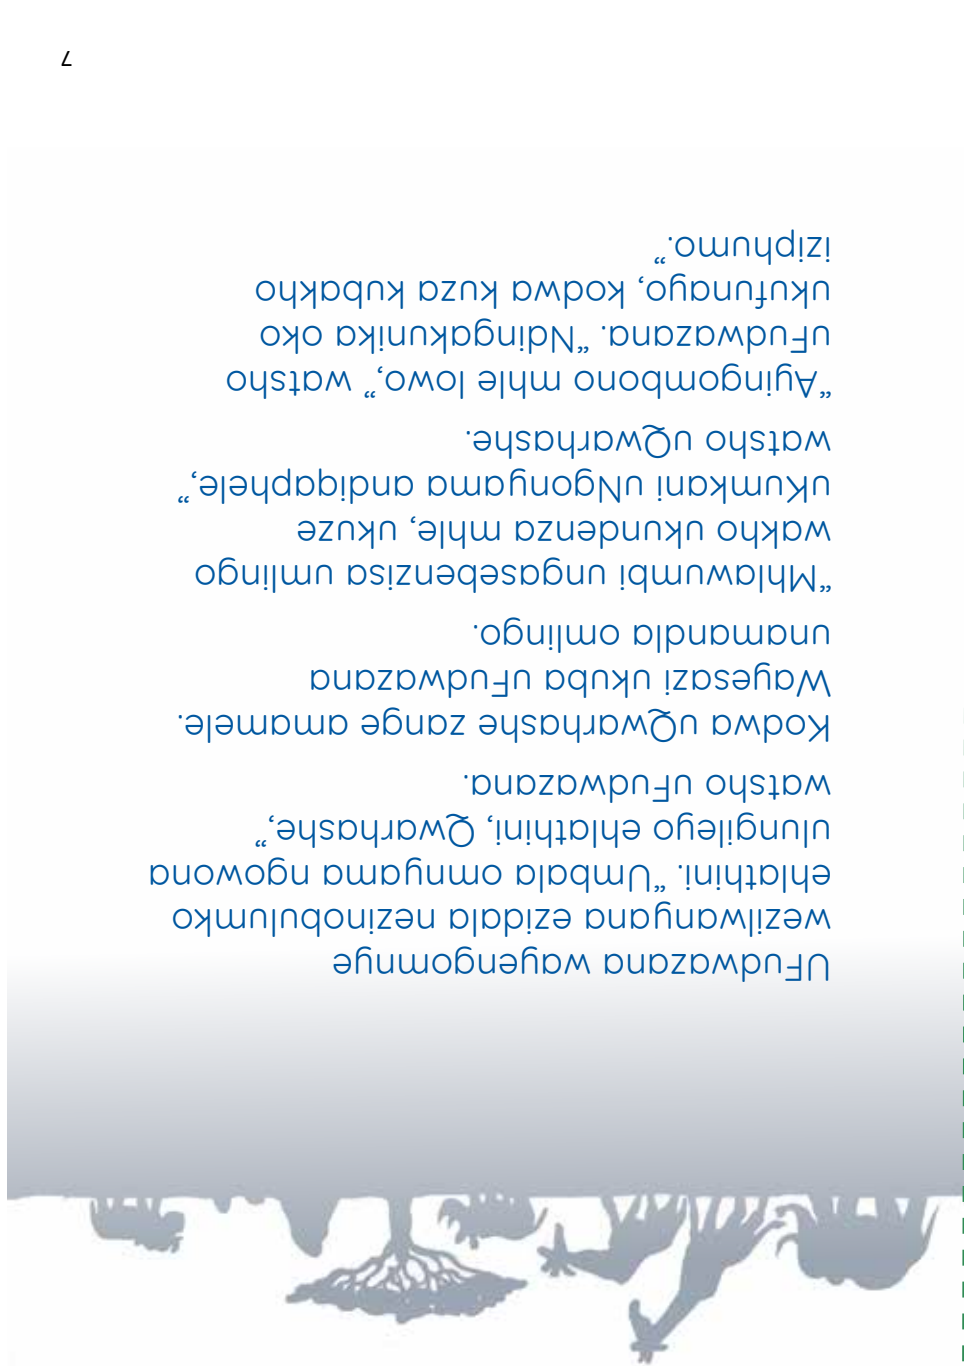 UFudwazana wayengomnye
wezilwanyana ezidala nezinobulumko
ehlathini. “Umbala omnyama ngowona
ulungileyo ehlathini, Qwarhashe,”
watsho uFudwazana.
Kodwa uQwarhashe zange amamele.
Wayesazi ukuba uFudwazana
unamandla omlingo.
“Mhlawumbi ungasebenzisa umlingo
wakho ukundenza mhle, ukuze
uKumkani uNgonyama andiqaphele,”
watsho uQwarhashe.
“Ayingombono mhle lowo,” watsho
uFudwazana. “Ndingakunika oko
ukufunayo, kodwa kuza kubakho
iziphumo.”
7